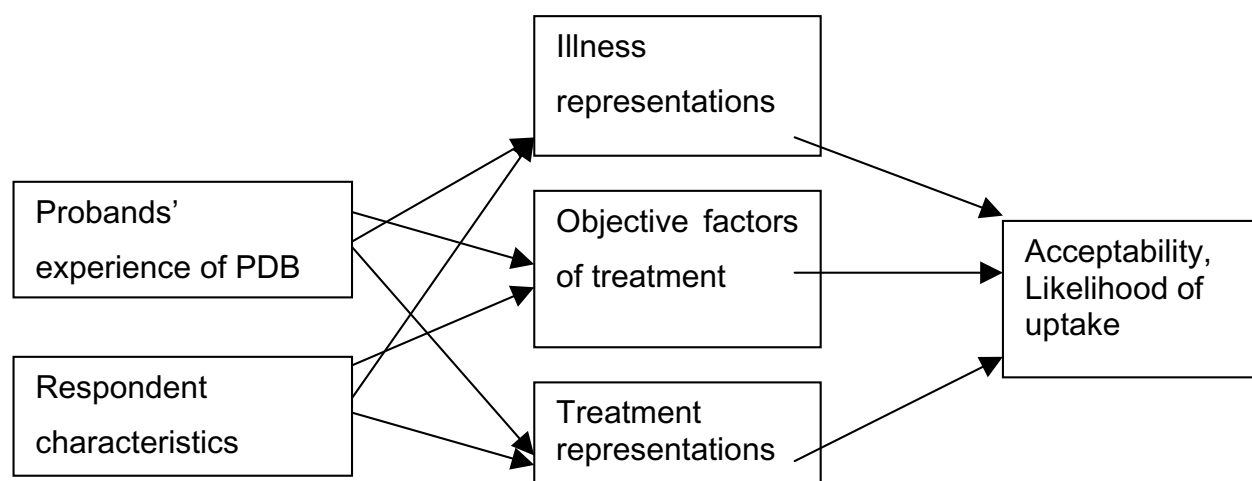 Illness
representations
Probands’
experience of PDB
Objective factors
of treatment
Acceptability,
Likelihood of
uptake
Respondent
characteristics
Treatment
representations